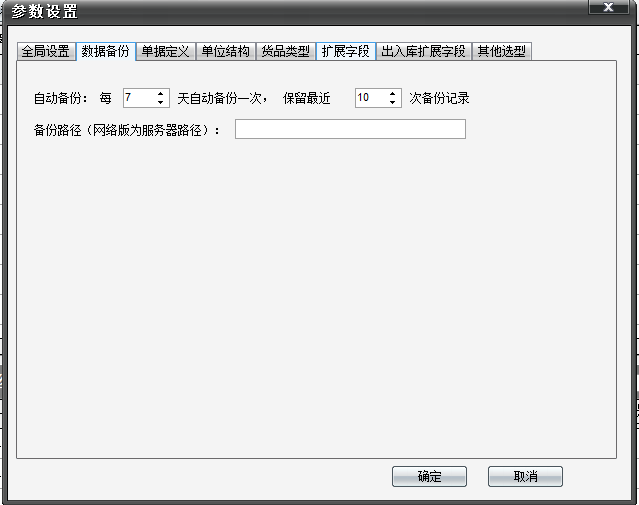 参数设置
全局设置 数据备份 单据定义 单位结构 货品类型 扩展字段 出入库扩展字段 其他选型
自动备份： 每 7 天自动备份一次， 保留最近 10 次备份记录
备份路径（网络版为服务器路径）：
确定 取消